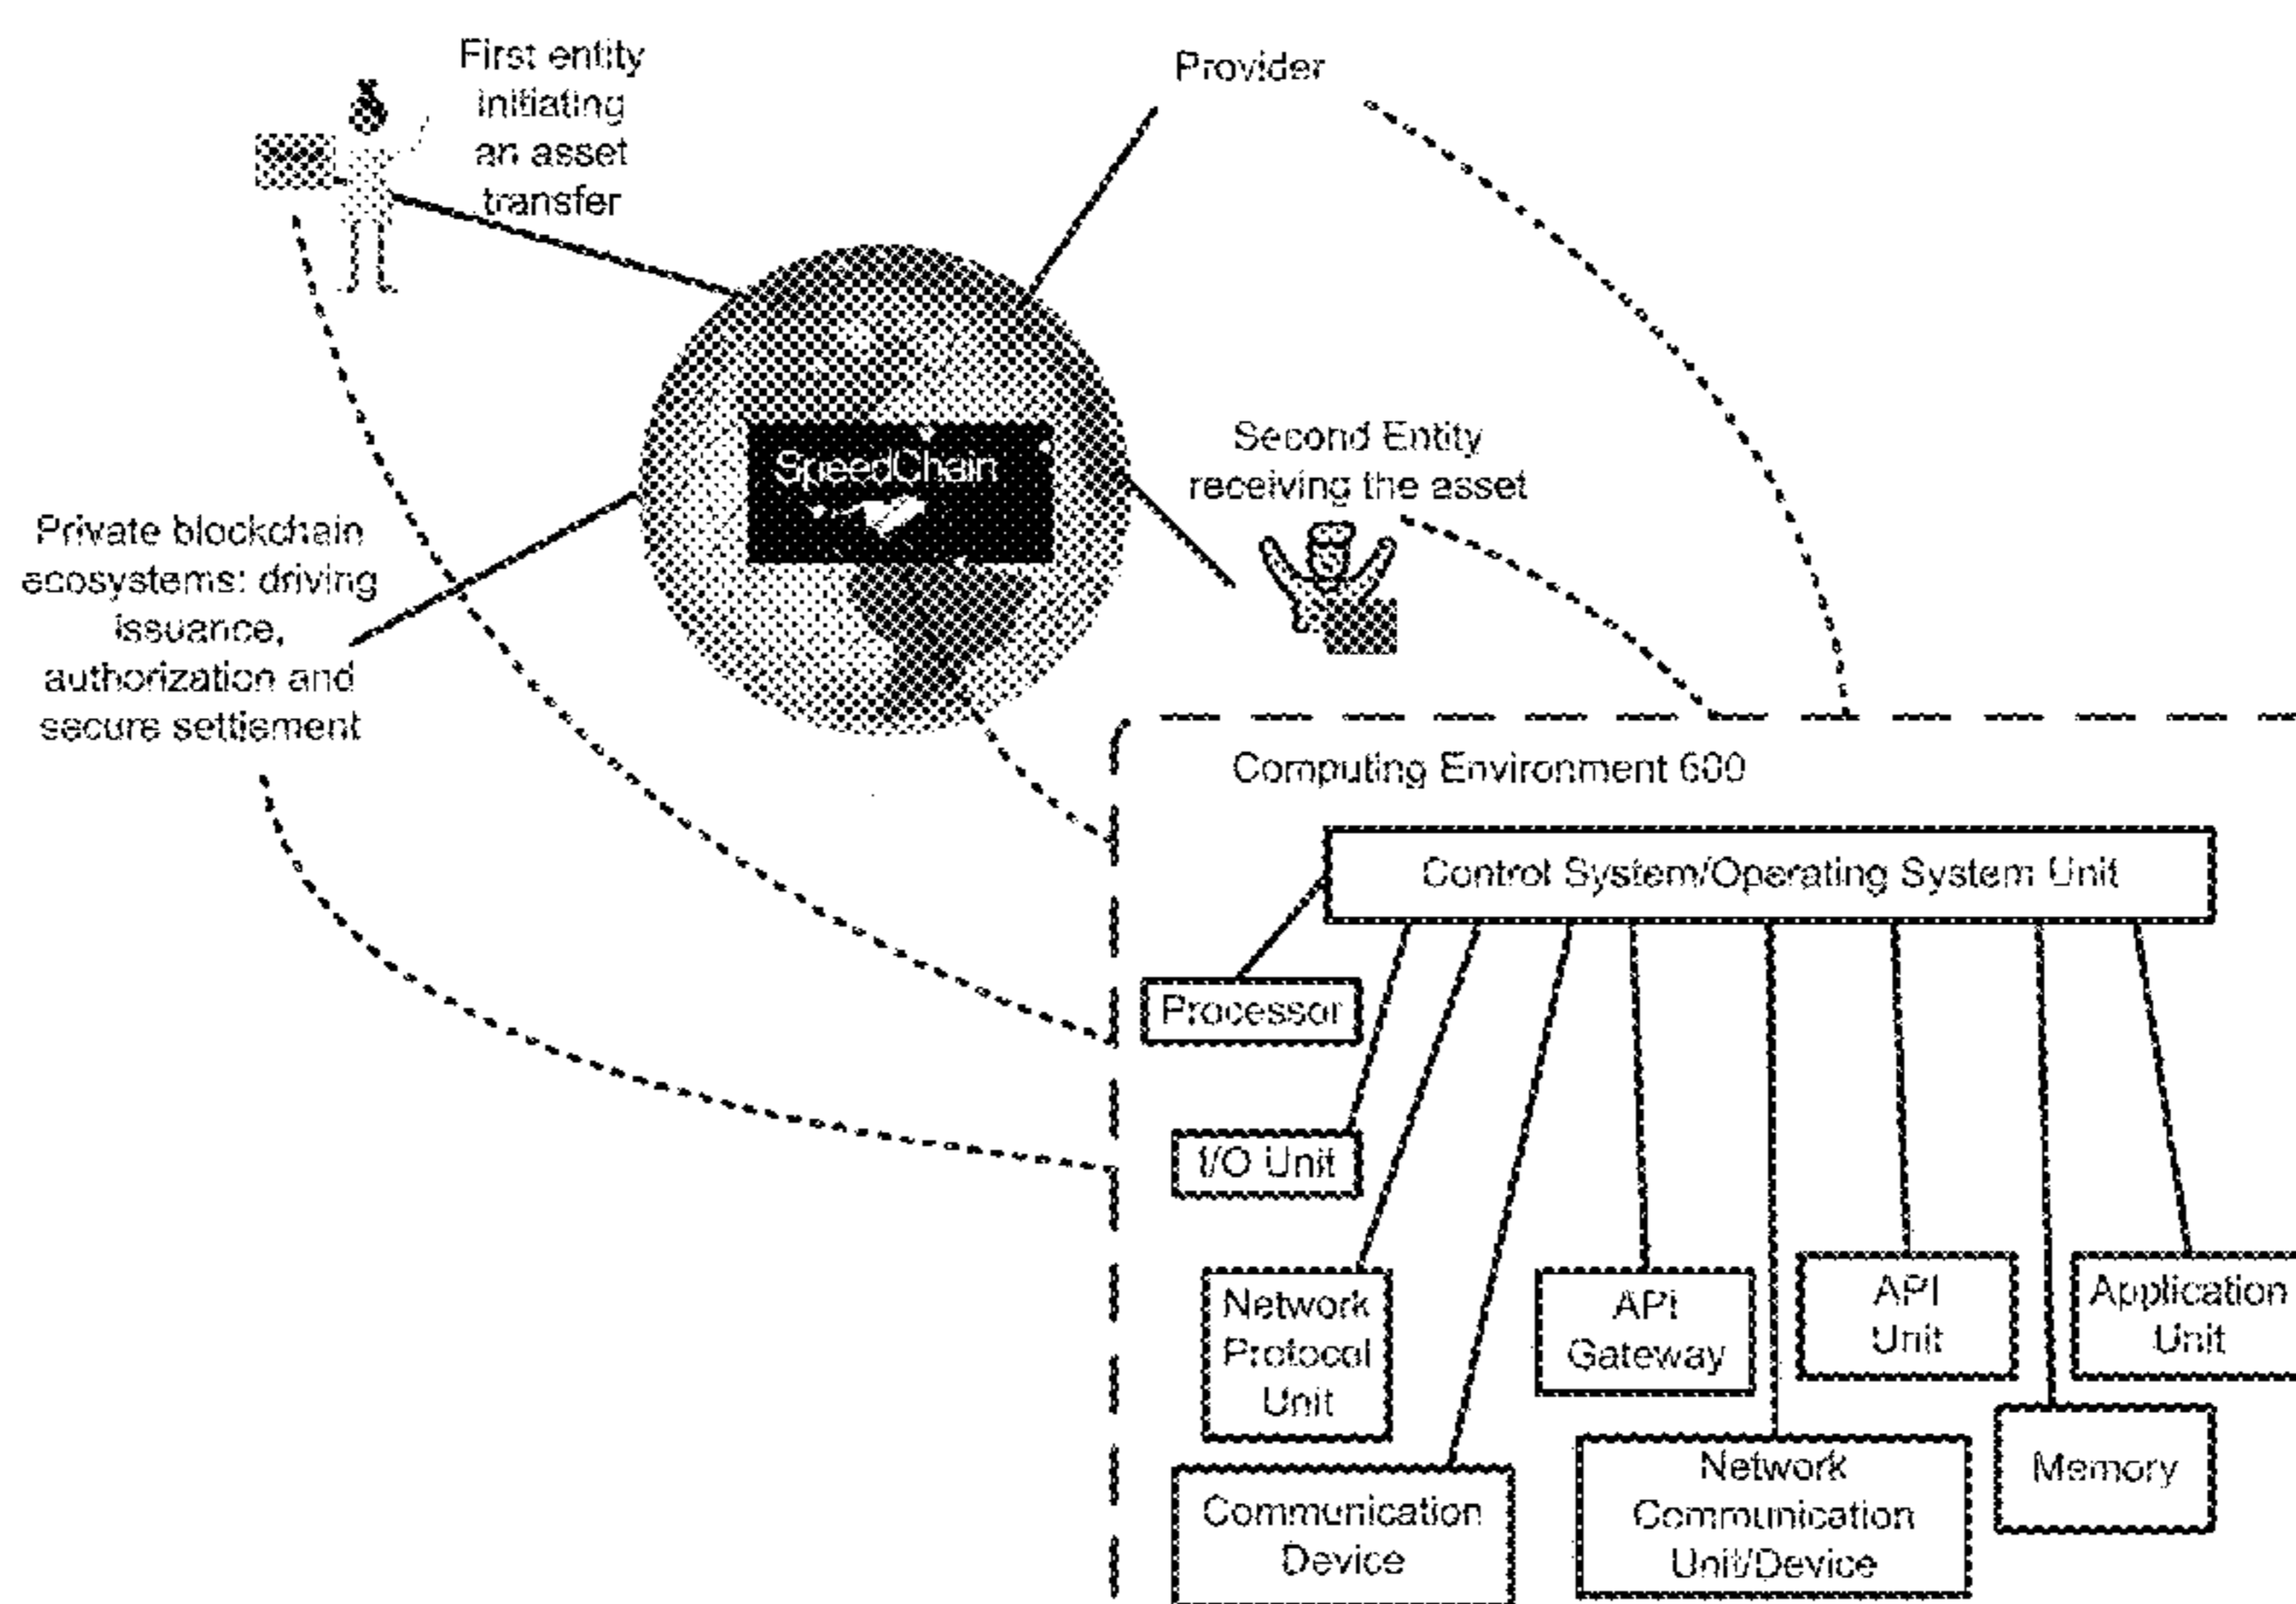 First entity
initiating
an asset
transfer
Provider
SpeedChain
Second Entity
receiving the asset
Private blockchain
ecosystems: driving
issuance,
authorization and
secure settlement
Computing Environment 600
Control System/Operating System Unit
Processor
I/O Unit
Network
Protocol
Unit
API
Gateway
API
Unit
Application
Unit
Communication
Device
Network
Communication
Unit/Device
Memory